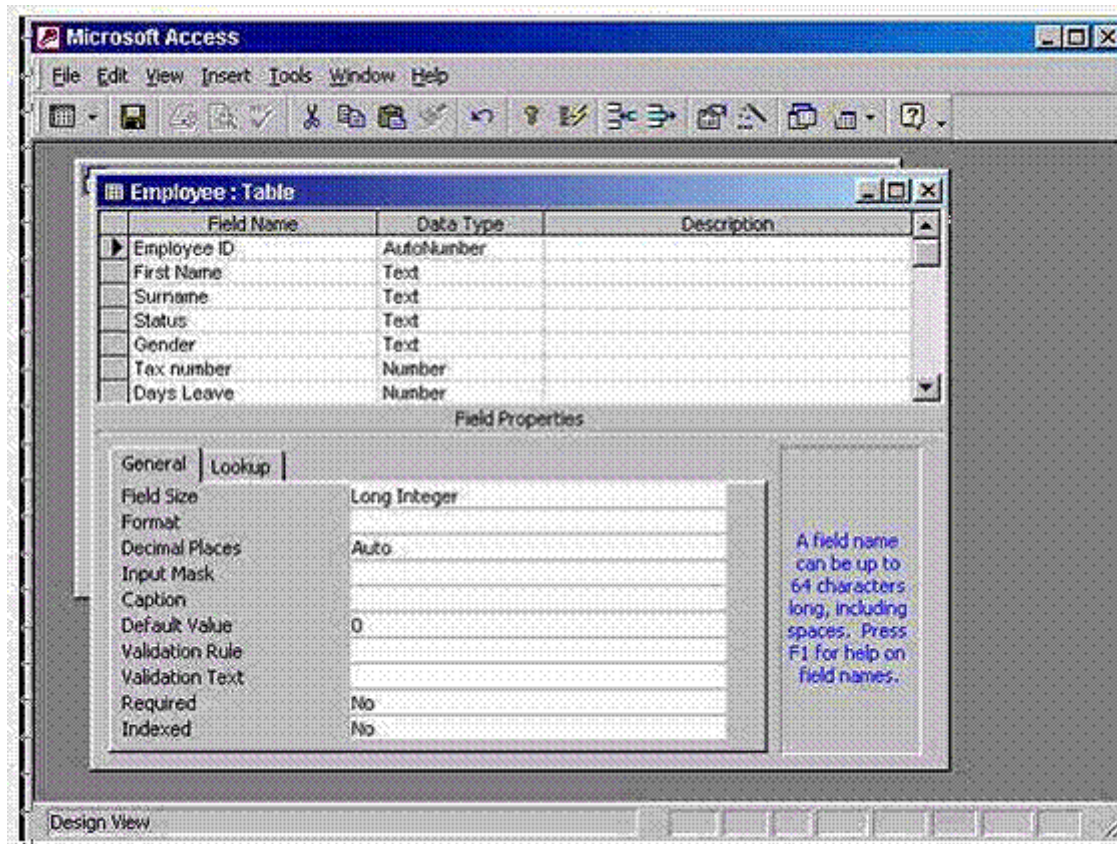 Microsoft Access
File Edit View Insert Tools Window Help
Employee : Table
Field Name Data Type Description
Employee ID AutoNumber
First Name Text
Surname Text
Status Text
Gender Text
Tax number Number
Days Leave Number
Field Properties
General Lookup
Field Size Long Integer
Format
Decimal Places Auto
Input Mask
Caption
Default Value 0
Validation Rule
Validation Text
Required No
Indexed No
A field name
can be up to
64 characters
long, including
spaces. Press
F1 for help on
field names.
Design View